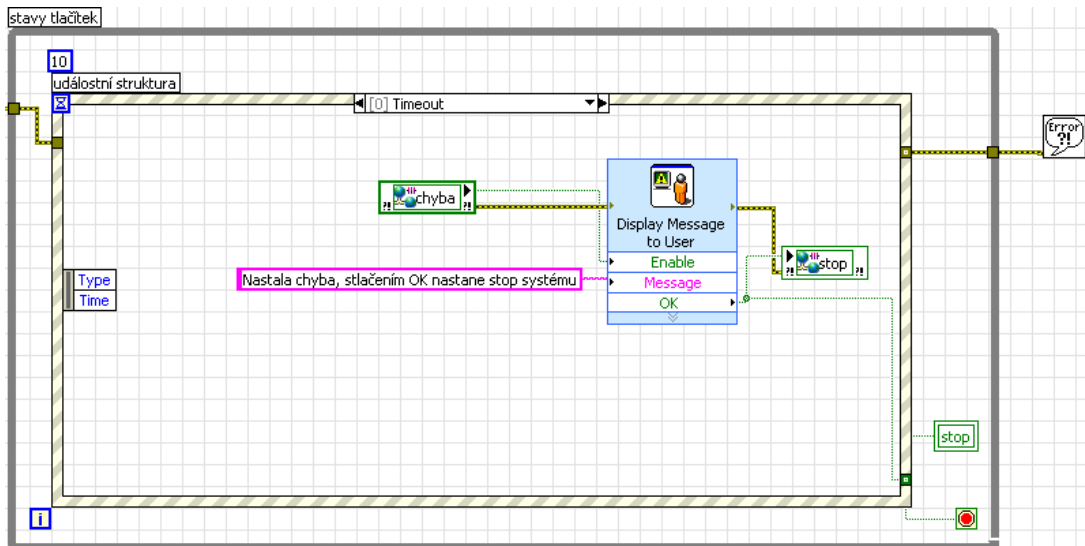 stavy tlačítek
10
událostní struktura
[0] Timeout
Error
?!
?! chyba ?!
Display Message
to User
Enable
?! stop ?!
Type
Nastala chyba, stlačením OK nastane stop systému
Message
Time
OK
stop
i